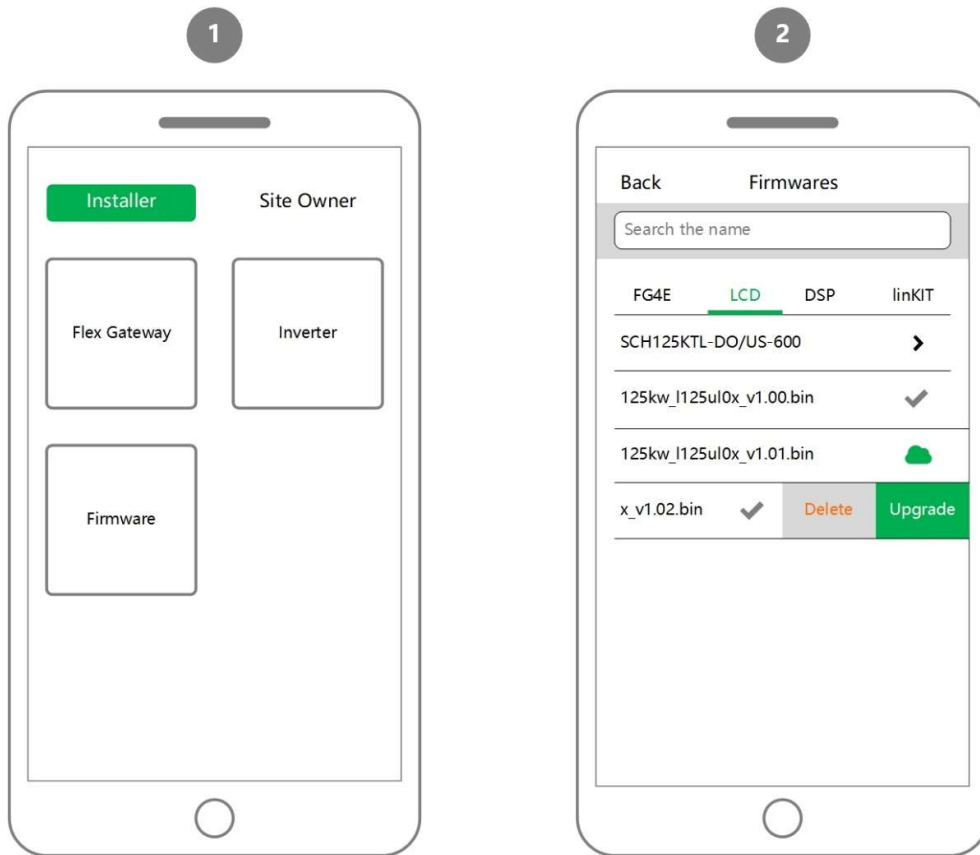 1
Installer
Site Owner
Flex Gateway
Inverter
Firmware
2
Back Firmwares
Search the name
FG4E LCD DSP linKIT
SCH125KTL-DO/US-600
125kw_l125ul0x_v1.00.bin
125kw_l125ul0x_v1.01.bin
x_v1.02.bin Delete Upgrade